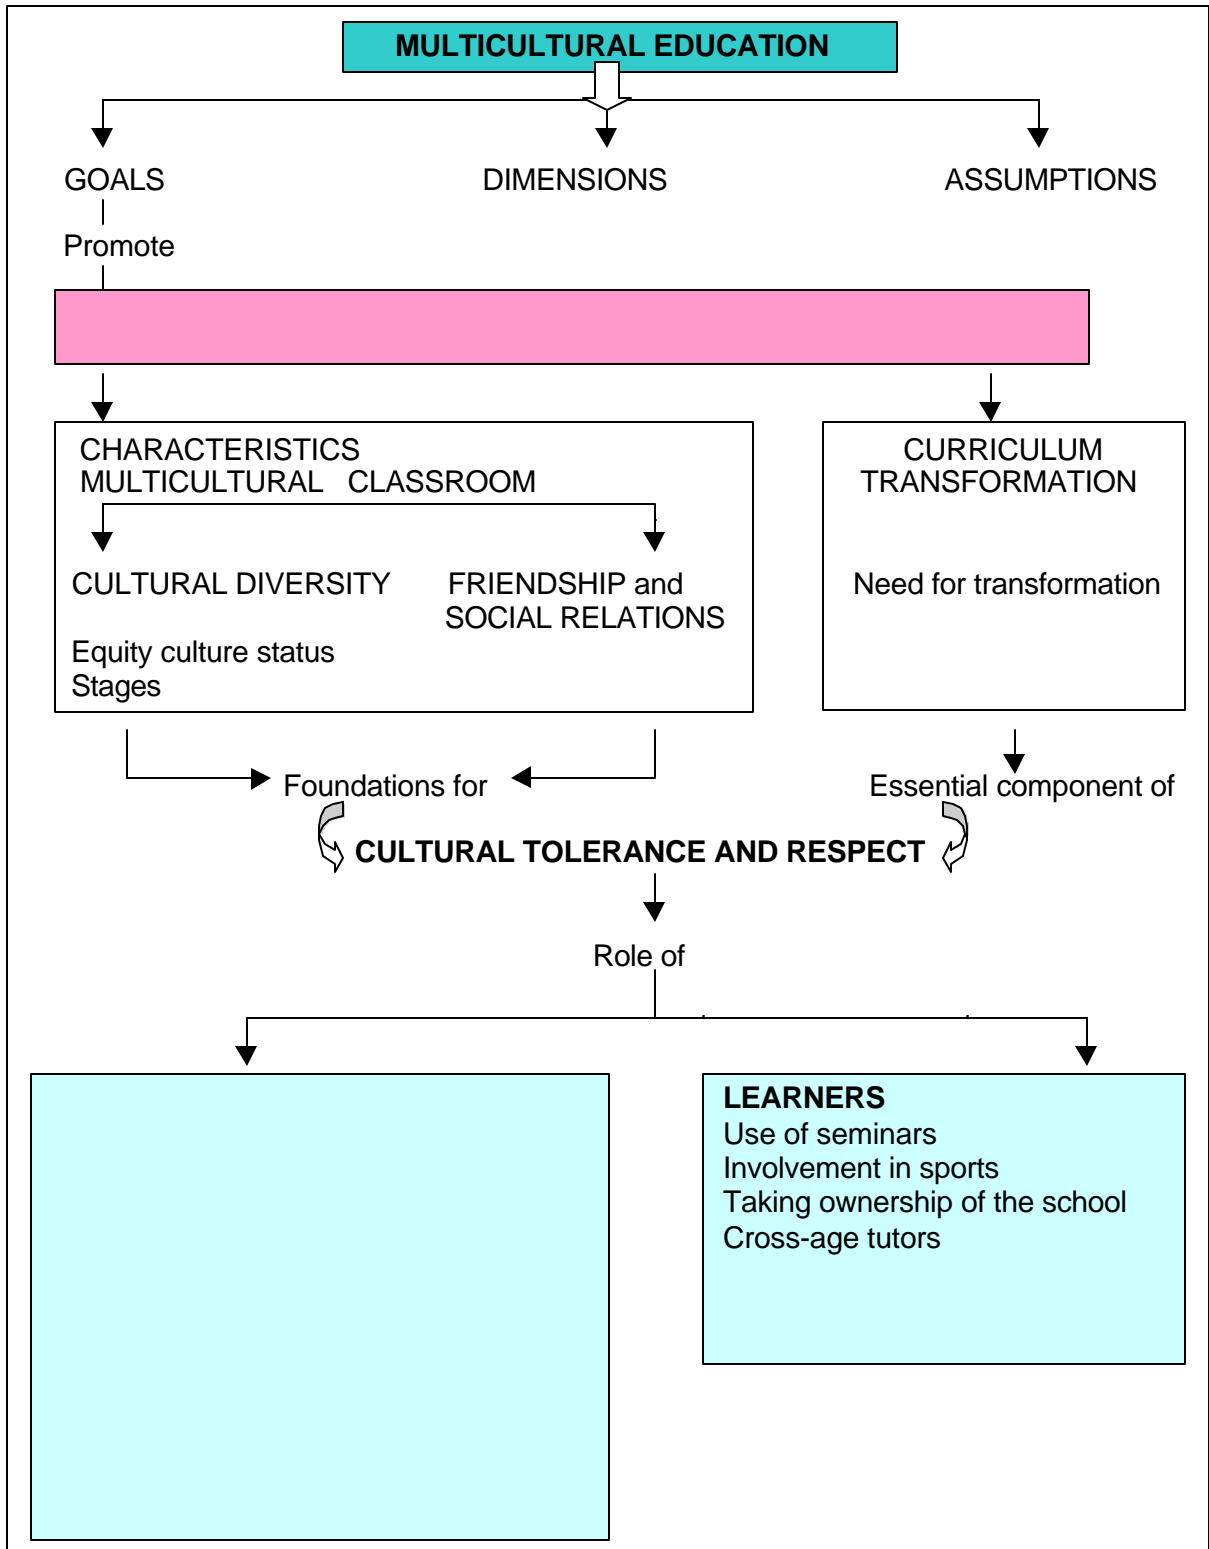 MULTICULTURAL EDUCATION
GOALS
DIMENSIONS
ASSUMPTIONS
Promote
CHARACTERISTICS
MULTICULTURAL CLASSROOM
CULTURAL DIVERSITY
Equity culture status
Stages
FRIENDSHIP and
SOCIAL RELATIONS
CURRICULUM
TRANSFORMATION
Need for transformation
Foundations for
Essential component of
CULTURAL TOLERANCE AND RESPECT
Role of
LEARNERS
Use of seminars
Involvement in sports
Taking ownership of the school
Cross-age tutors